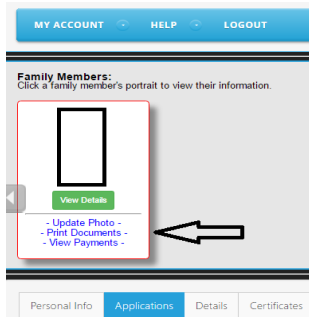 MY ACCOUNT HELP LOGOUT
Family Members:
Click a family member's portrait to view their information.
View Details
- Update Photo -
- Print Documents -
- View Payments -
Personal Info Applications Details Certificates